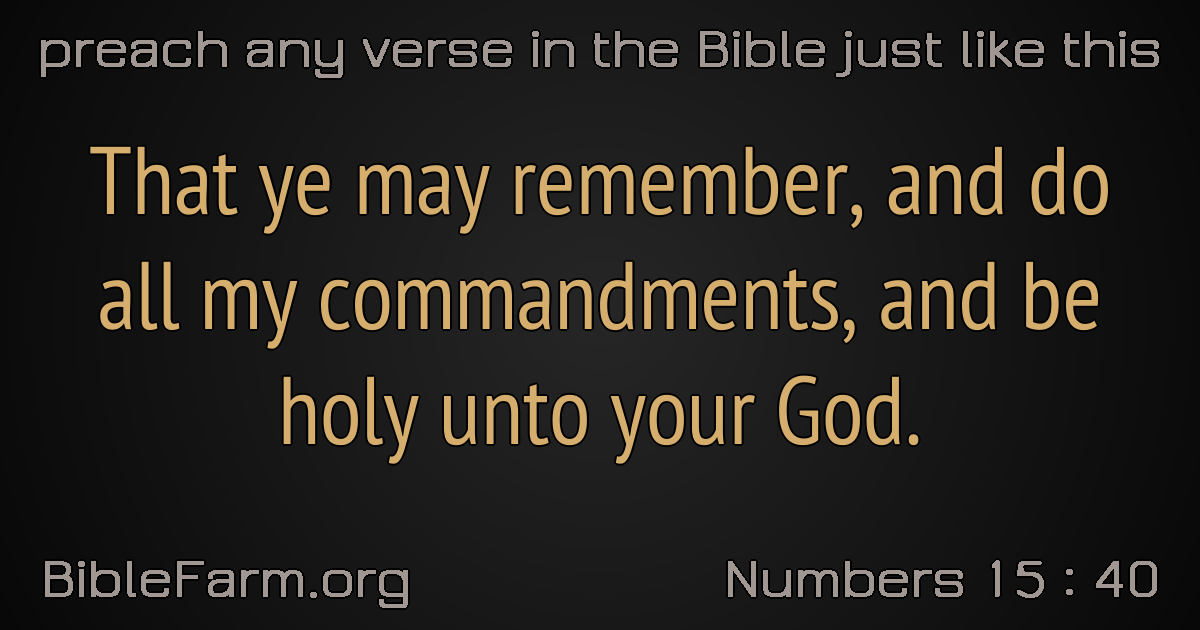 preach any verse in the Bible just like this
That ye may remember, and do
all my commandments, and be
holy unto your God.
BibleFarm.org
Numbers 15 : 40